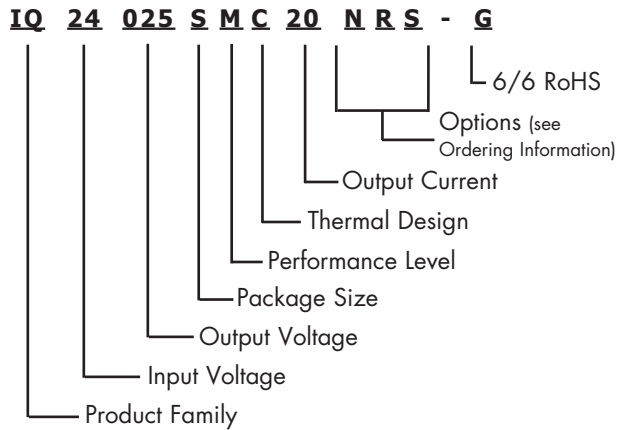 IQ 24 025 S M C 20 N R S - G
6/6 RoHS
Options (see
Ordering Information)
Output Current
Thermal Design
Performance Level
Package Size
Output Voltage
Input Voltage
Product Family